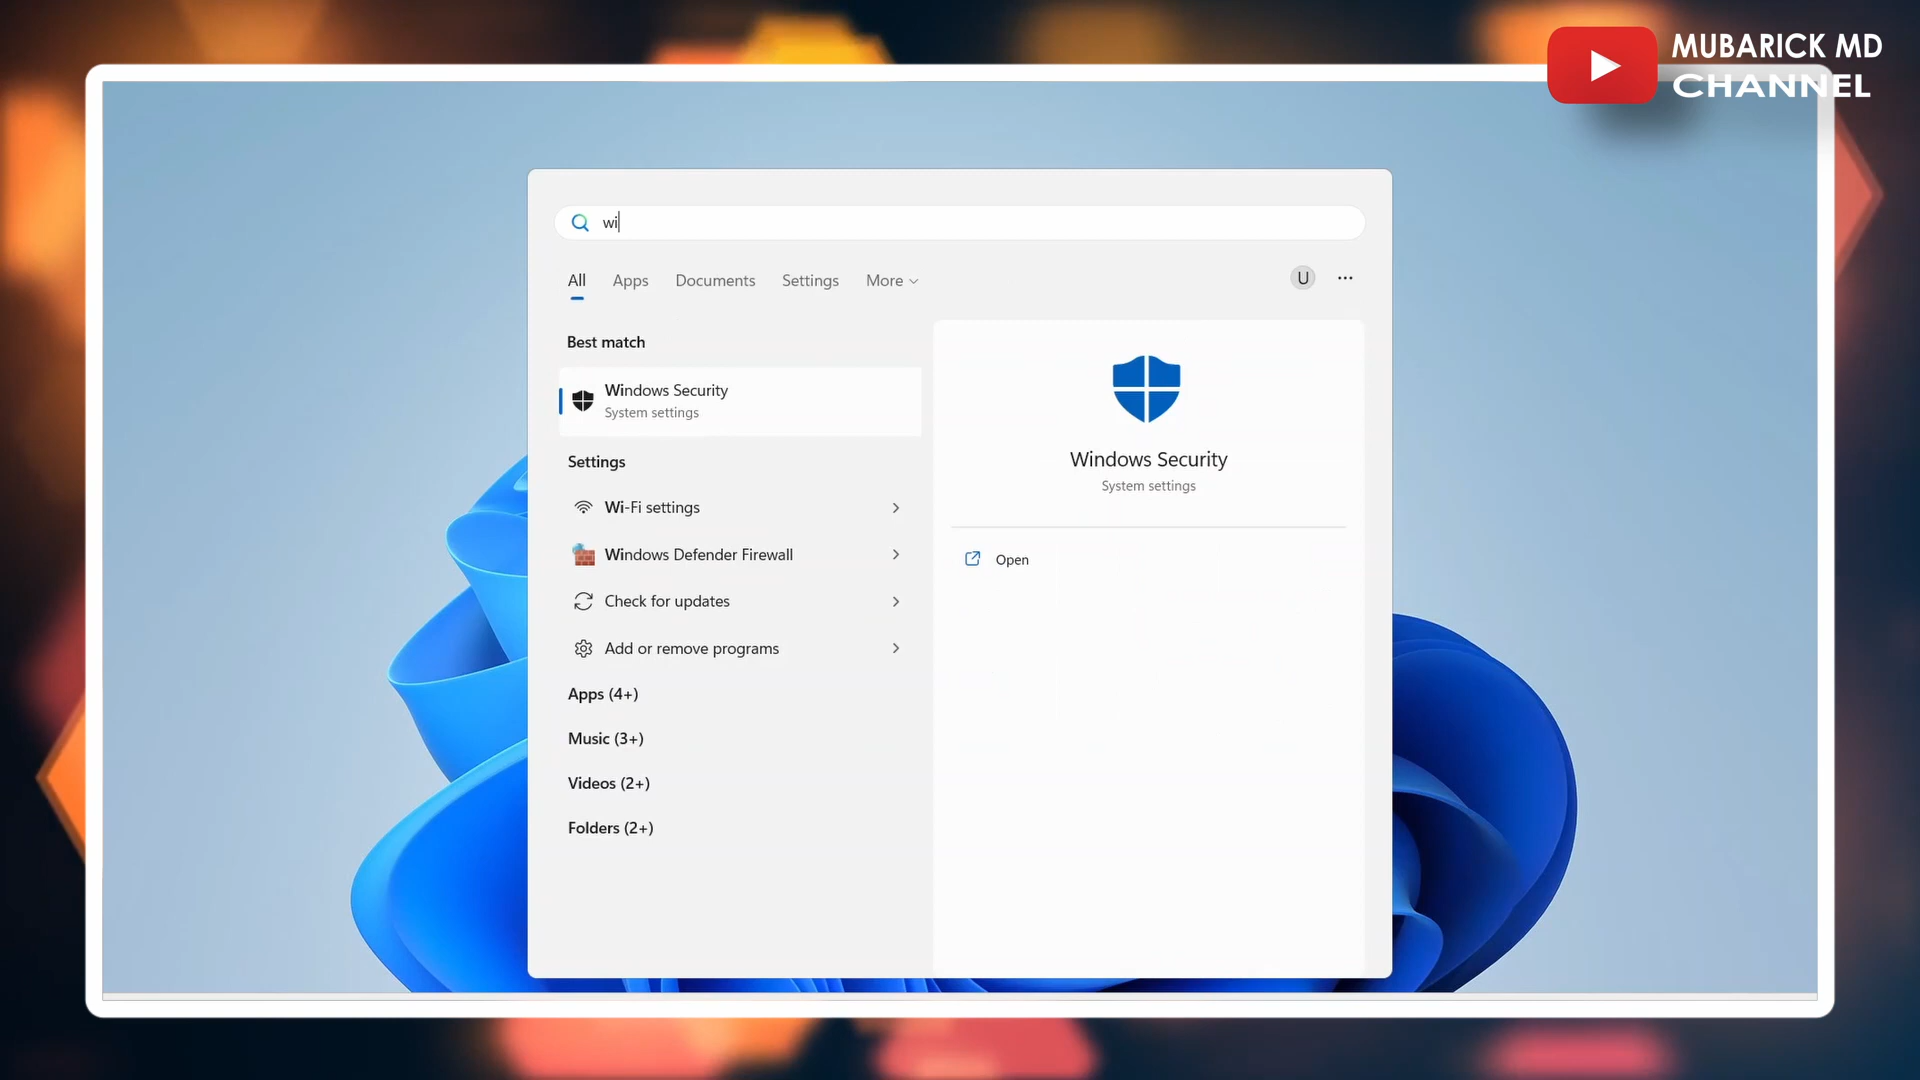 MUBARICK MD
CHANNEL
wi
All Apps Documents Settings More U ...
Best match
Windows Security
System settings
Settings
Wi-Fi settings
Windows Defender Firewall
Check for updates
Add or remove programs
Apps (4+)
Music (3+)
Videos (2+)
Folders (2+)
Windows Security
System settings
Open